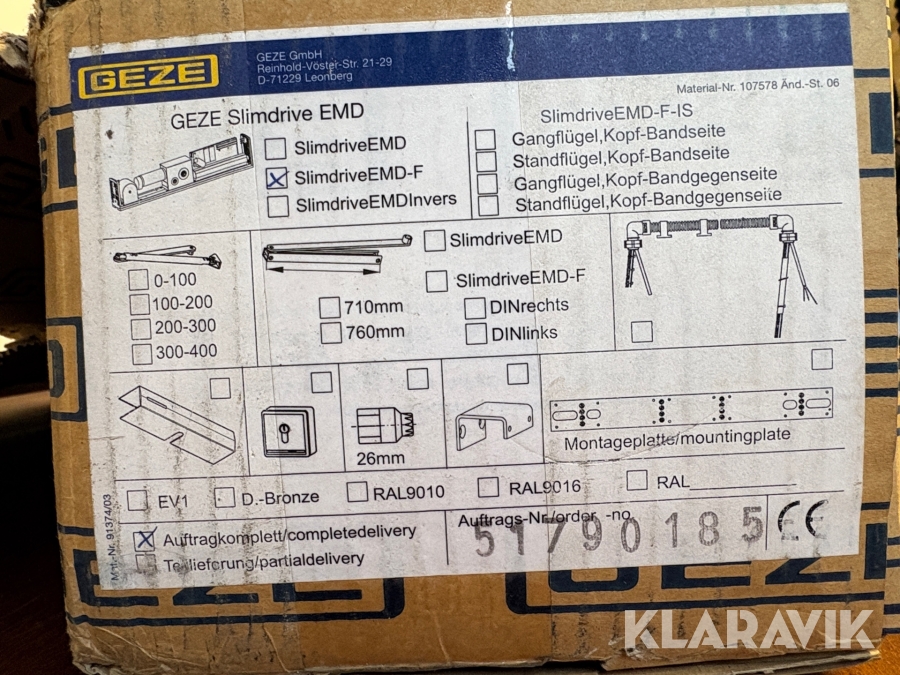 GEZE
GEZE GmbH
Reinhold-Vöster-Str. 21-29
D-71229 Leonberg
Material-Nr. 107578 Änd.-St. 06
GEZE Slimdrive EMD
SlimdriveEMD
SlimdriveEMD-F
SlimdriveEMDInvers
SlimdriveEMD-F-IS
Gangflügel,Kopf-Bandseite
Standflügel,Kopf-Bandseite
Gangflügel,Kopf-Bandgegenseite
Standflügel,Kopf-Bandgegenseite
0-100
100-200
200-300
300-400
SlimdriveEMD
SlimdriveEMD-F
710mm
760mm
DINrechts
DINlinks
26mm
Montageplatte/mountingplate
EV1
D.-Bronze
RAL9010
RAL9016
RAL
Auftragkomplett/completedelivery
Teillieferung/partialdelivery
Auftrags-Nr./order -no.
51790185
CE
91374/03
GEZE
KLARAVIK